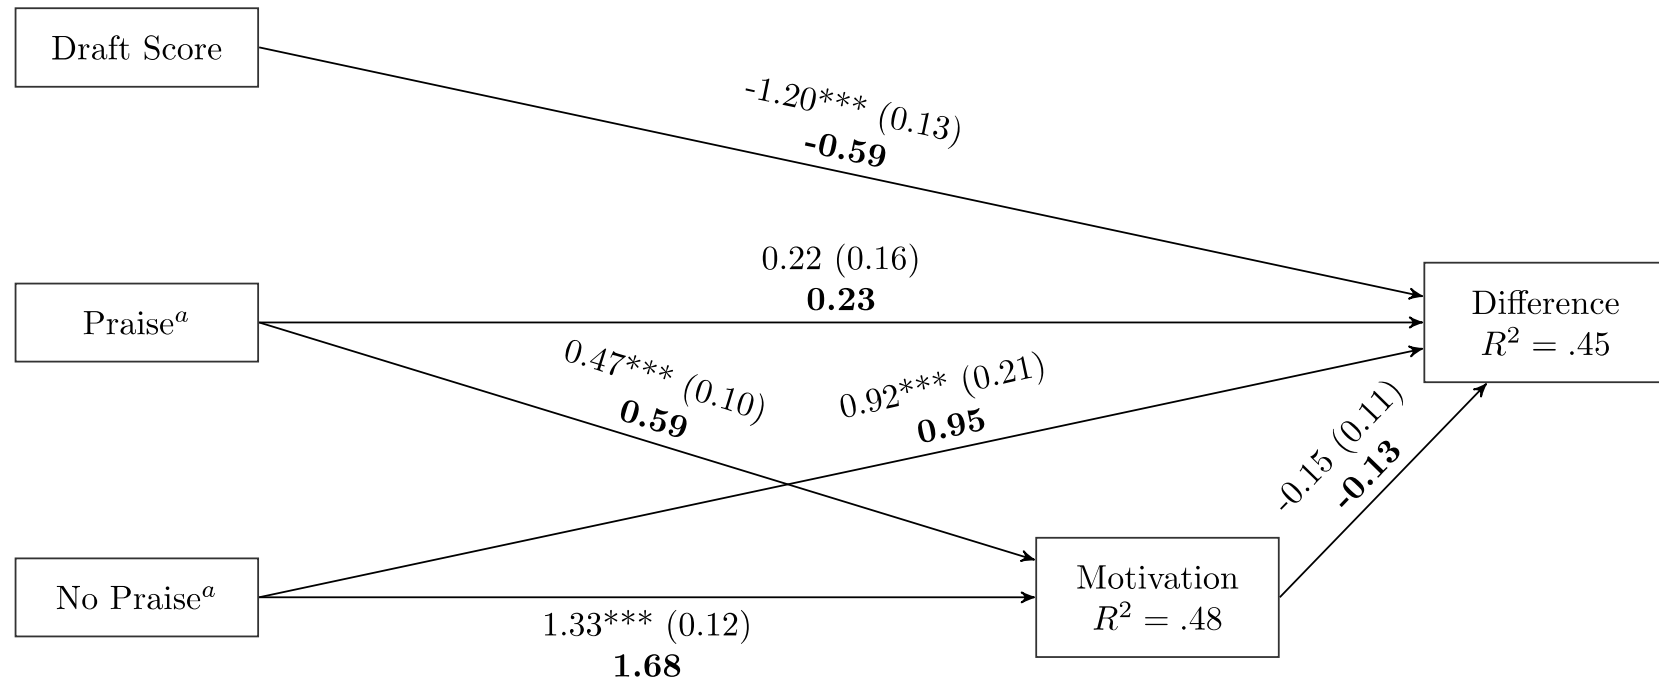 Draft Score
-1.20*** (0.13)
-0.59
0.22 (0.16)
0.23
Praiseᵃ
Difference
R² = .45
0.47*** (0.10)
0.59
0.92*** (0.21)
0.95
-0.15 (0.11)
-0.13
No Praiseᵃ
Motivation
R² = .48
1.33*** (0.12)
1.68